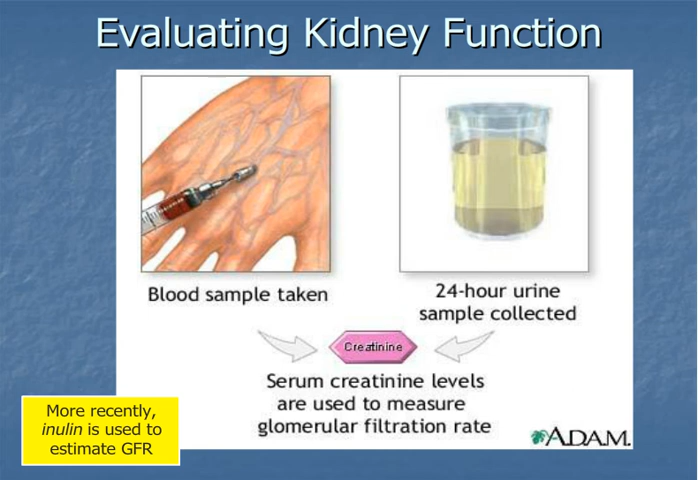 Evaluating Kidney Function
Blood sample taken
24-hour urine
sample collected
Creatinine
Serum creatinine levels
are used to measure
glomerular filtration rate
More recently,
inulin is used to
estimate GFR
A.D.A.M.